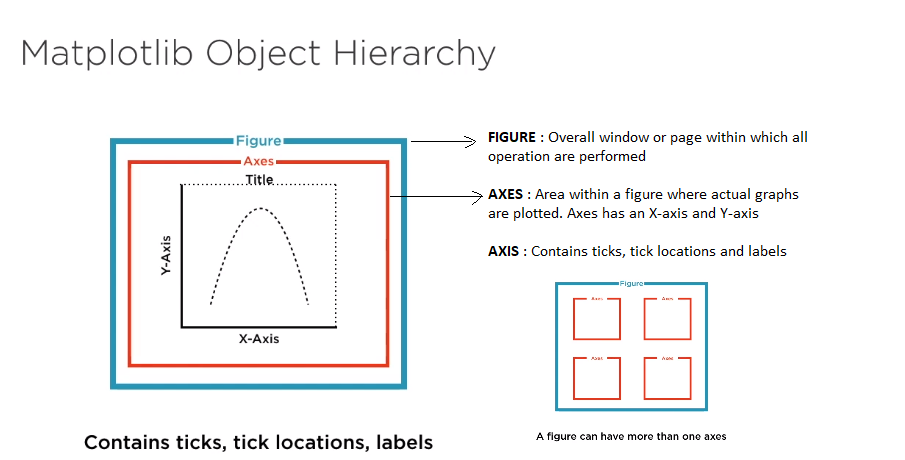 Matplotlib Object Hierarchy
Figure
Axes
Title
Y-Axis
X-Axis
Contains ticks, tick locations, labels
FIGURE : Overall window or page within which all
operation are performed
AXES : Area within a figure where actual graphs
are plotted. Axes has an X-axis and Y-axis
AXIS : Contains ticks, tick locations and labels
Figure
Axes
Axes
Axes
Axes
A figure can have more than one axes